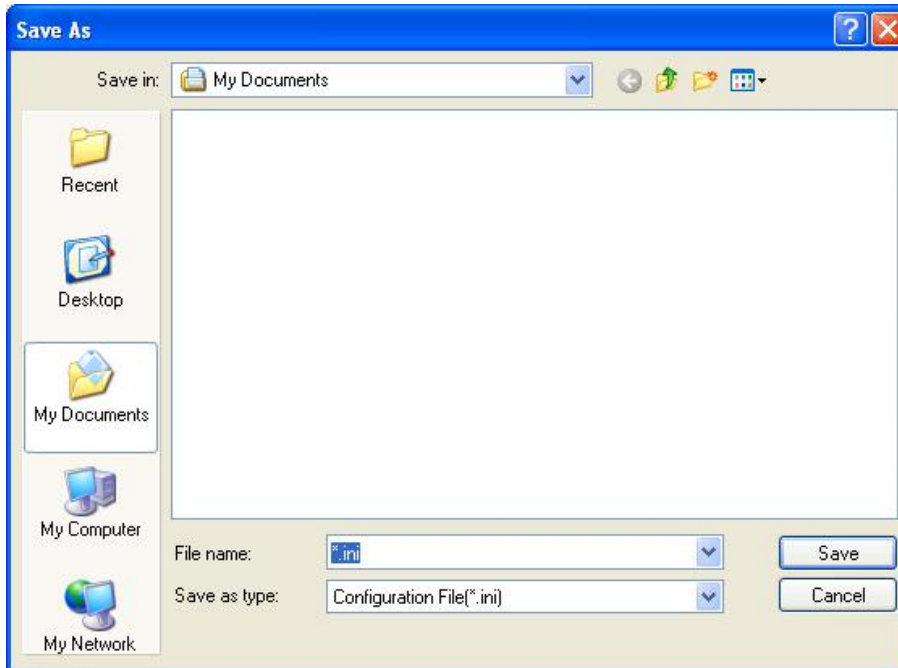 Save As
Save in:
My Documents
Recent
Desktop
My Documents
My Computer
My Network
File name:
*.ini
Save
Save as type:
Configuration File(*.ini)
Cancel